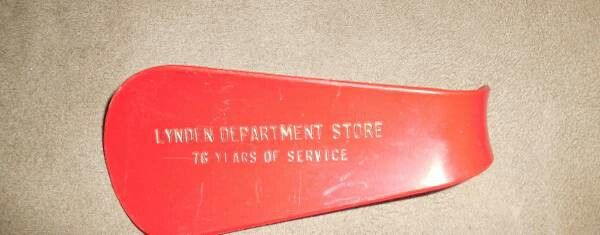 LYNDEN DEPARTMENT STORE
76 YEARS OF SERVICE